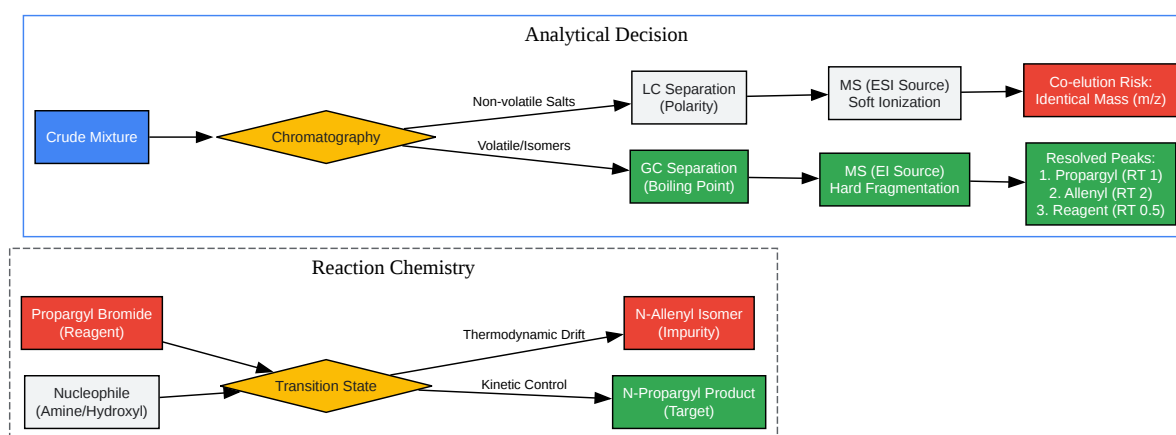 Analytical Decision
Crude Mixture
Chromatography
Non-volatile Salts
Volatile/Isomers
LC Separation
(Polarity)
MS (ESI Source)
Soft Ionization
Co-elution Risk:
Identical Mass (m/z)
GC Separation
(Boiling Point)
MS (EI Source)
Hard Fragmentation
Resolved Peaks:
1. Propargyl (RT 1)
2. Allenyl (RT 2)
3. Reagent (RT 0.5)
Reaction Chemistry
Propargyl Bromide
(Reagent)
Nucleophile
(Amine/Hydroxyl)
Transition State
Thermodynamic Drift
Kinetic Control
N-Allenyl Isomer
(Impurity)
N-Propargyl Product
(Target)